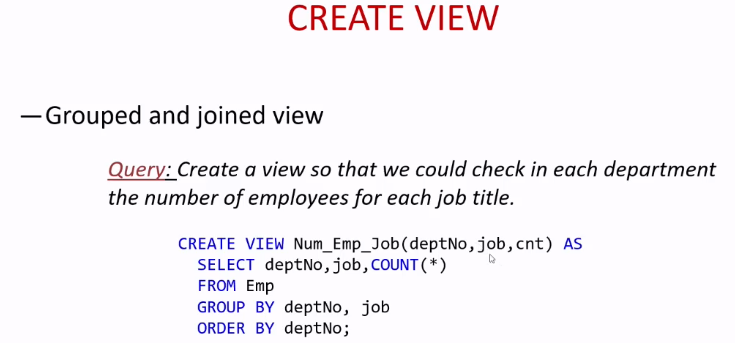 CREATE VIEW
—Grouped and joined view
Query: Create a view so that we could check in each department
the number of employees for each job title.
CREATE VIEW Num_Emp_Job(deptNo,job,cnt) AS
SELECT deptNo,job,COUNT(*)
FROM Emp
GROUP BY deptNo, job
ORDER BY deptNo;